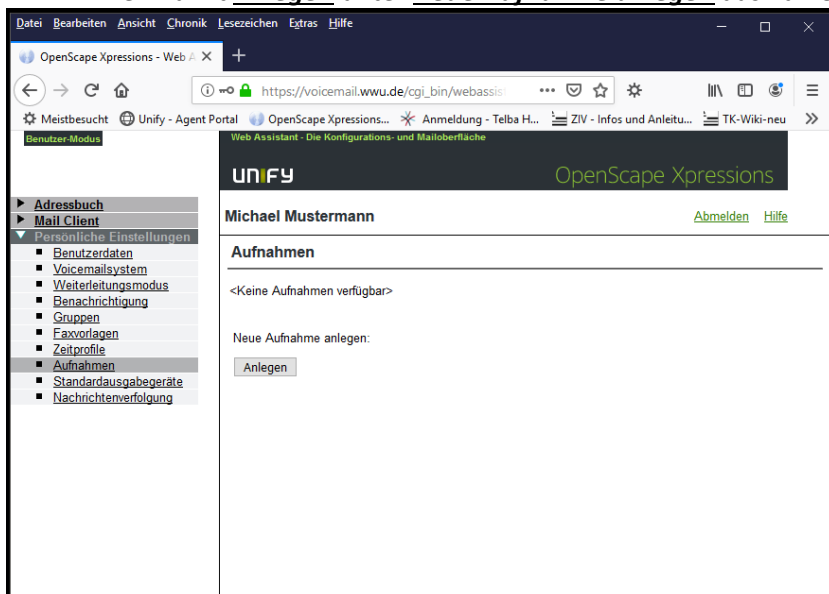 Datei Bearbeiten Ansicht Chronik Lesezeichen Extras Hilfe
OpenScape Xpressions - Web A
https://voicemail.wwu.de/cgi_bin/webassis
Meistbesucht Unify - Agent Portal OpenScape Xpressions... Anmeldung - Telba H... ZIV - Infos und Anleitu... TK-Wiki-neu
Benutzer-Modus
Web Assistant - Die Konfigurations- und Mailoberfläche
UNIFY OpenScape Xpressions
Adressbuch
Mail Client
Persönliche Einstellungen
Benutzerdaten
Voicemailsystem
Weiterleitungsmodus
Benachrichtigung
Gruppen
Faxvorlagen
Zeitprofile
Aufnahmen
Standardausgabegeräte
Nachrichtenverfolgung
Michael Mustermann Abmelden Hilfe
Aufnahmen
<Keine Aufnahmen verfügbar>
Neue Aufnahme anlegen:
Anlegen